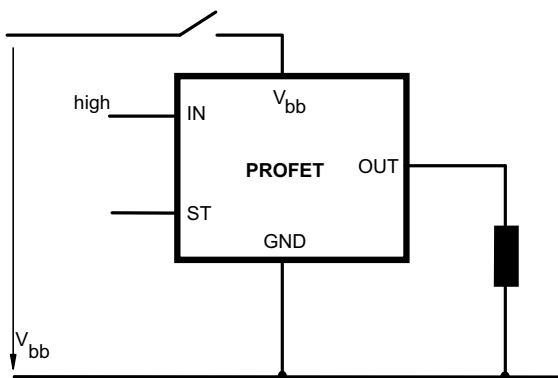 V bb
high
IN
PROFET
OUT
ST
GND
V bb